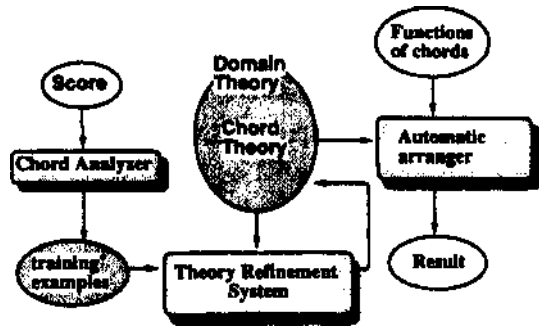 Score
Chord Analyzer
training
examples
Domain
Theory
Chord
Theory
Theory Refinement
System
Functions
of chords
Automatic
arranger
Result